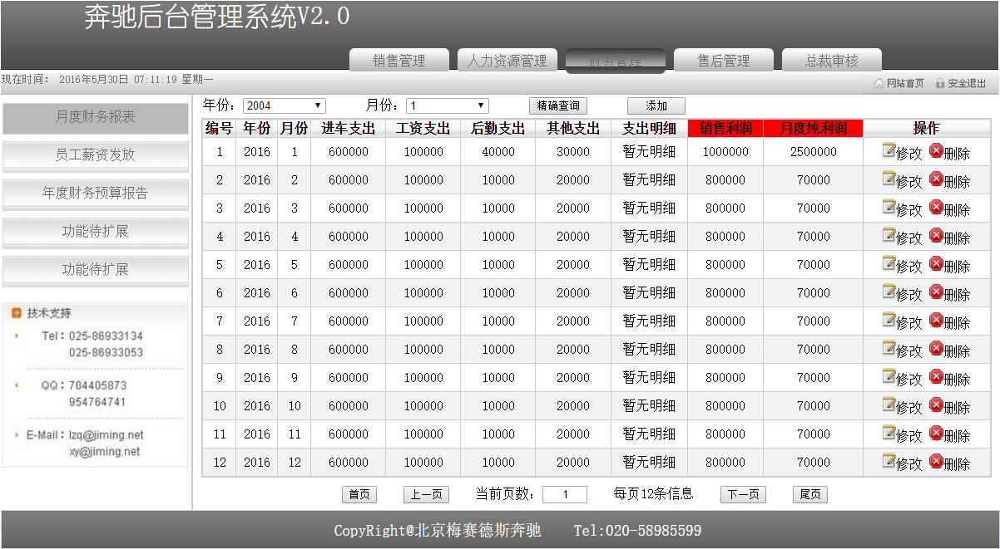 奔驰后台管理系统V2.0
销售管理 人力资源管理 财务管理 售后管理 总裁审核
现在时间： 2016年5月30日 07:11:19 星期一
网站首页 安全退出
月度财务报表
员工薪资发放
年度财务预算报告
功能待扩展
功能待扩展
技术支持
Tel：025-86933134
025-86933053
QQ：704405873
954764741
E-Mail：lzq@jiming.net
xy@jiming.net
年份： 2004 月份： 1 精确查询 添加
编号 年份 月份 进车支出 工资支出 后勤支出 其他支出 支出明细 销售利润 月度纯利润 操作
1 2016 1 600000 100000 40000 30000 暂无明细 1000000 2500000 修改 删除
2 2016 2 600000 100000 10000 20000 暂无明细 800000 70000 修改 删除
3 2016 3 600000 100000 10000 20000 暂无明细 800000 70000 修改 删除
4 2016 4 600000 100000 10000 20000 暂无明细 800000 70000 修改 删除
5 2016 5 600000 100000 10000 20000 暂无明细 800000 70000 修改 删除
6 2016 6 600000 100000 10000 20000 暂无明细 800000 70000 修改 删除
7 2016 7 600000 100000 10000 20000 暂无明细 800000 70000 修改 删除
8 2016 8 600000 100000 10000 20000 暂无明细 800000 70000 修改 删除
9 2016 9 600000 100000 10000 20000 暂无明细 800000 70000 修改 删除
10 2016 10 600000 100000 10000 20000 暂无明细 800000 70000 修改 删除
11 2016 11 600000 100000 10000 20000 暂无明细 800000 70000 修改 删除
12 2016 12 600000 100000 10000 20000 暂无明细 800000 70000 修改 删除
首页 上一页 当前页数： 1 每页12条信息 下一页 尾页
CopyRight@北京梅赛德斯奔驰 Tel:020-58985599